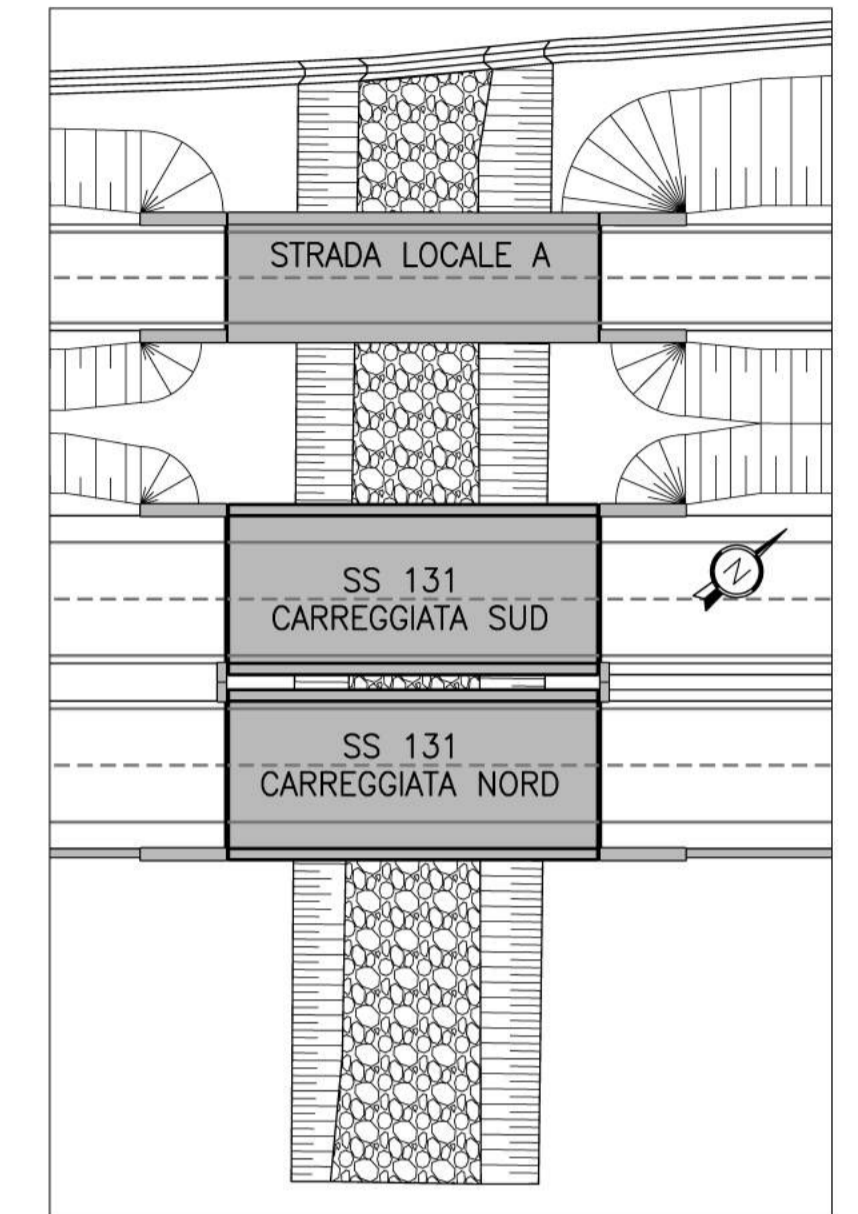 STRADA LOCALE A
SS 131
CARREGGIATA SUD
N
SS 131
CARREGGIATA NORD